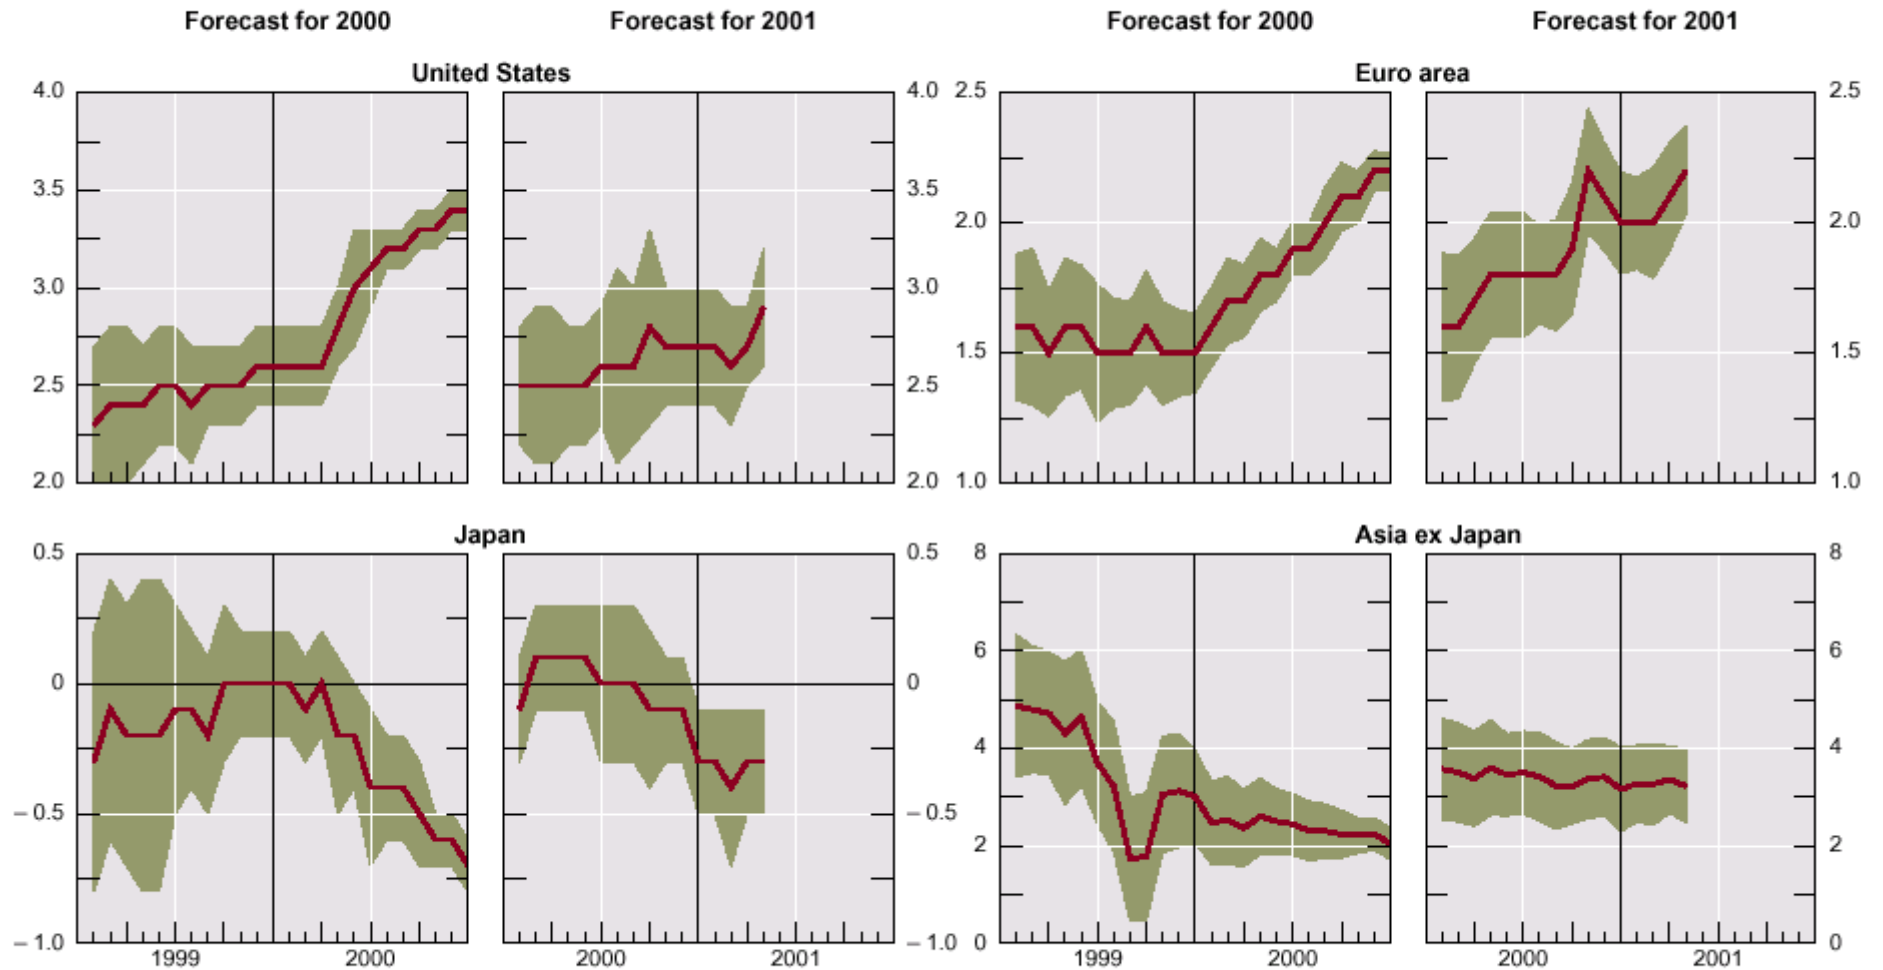 Forecast for 2000 Forecast for 2001 Forecast for 2000 Forecast for 2001
United States Euro area
4.0 4.0 2.5 2.5
3.5 3.5
2.0 2.0
3.0 3.0
2.5 2.5 1.5 1.5
2.0 2.0 1.0 1.0
Japan Asia ex Japan
0.5 0.5 8 8
0 0 6 6
4 4
– 0.5 – 0.5
2 2
– 1.0 – 1.0 0 0
1999 2000 2000 2001 1999 2000 2000 2001